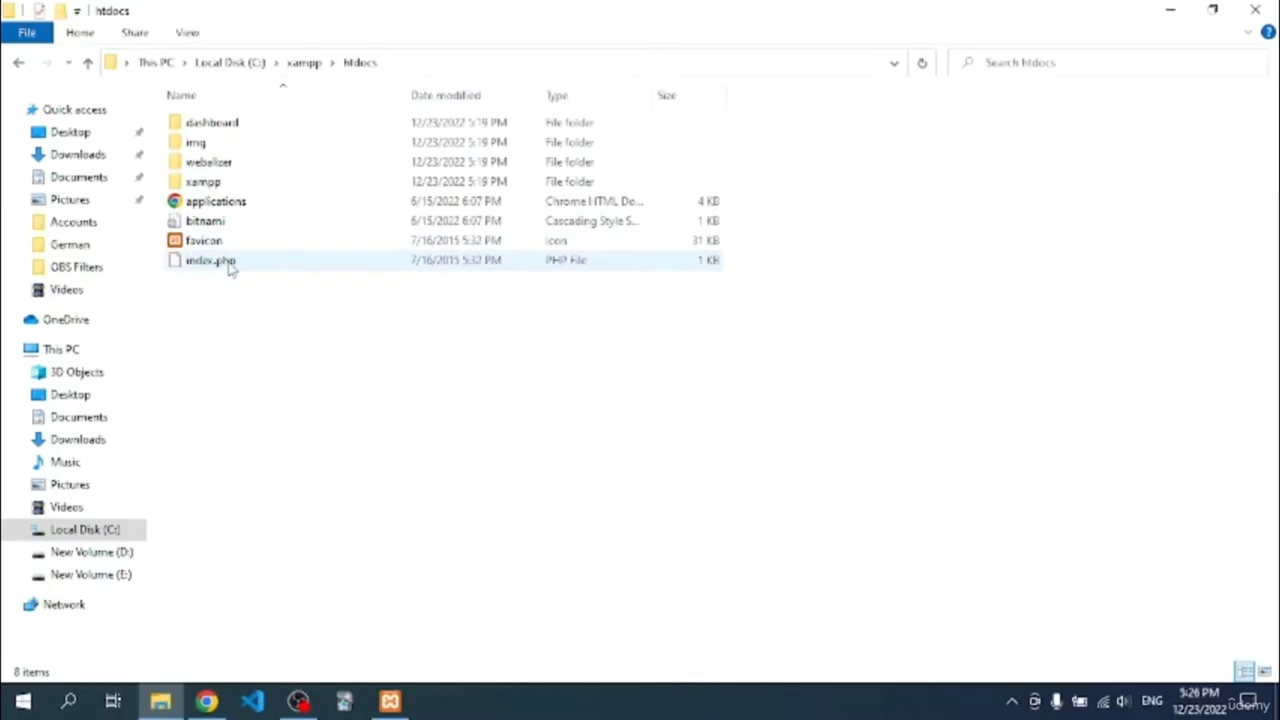 htdocs
File Home Share View
This PC Local Disk (C:) xampp htdocs
Search htdocs
Name Date modified Type Size
Quick access
Desktop
Downloads
Documents
Pictures
Accounts
German
OBS Filters
Videos
OneDrive
This PC
3D Objects
Desktop
Documents
Downloads
Music
Pictures
Videos
Local Disk (C:)
New Volume (D:)
New Volume (E:)
Network
dashboard 12/23/2022 5:19 PM File folder
img 12/23/2022 5:19 PM File folder
webalizer 12/23/2022 5:19 PM File folder
xampp 12/23/2022 5:19 PM File folder
applications 6/15/2022 6:07 PM Chrome HTML Do... 4 KB
bitnami 6/15/2022 6:07 PM Cascading Style S... 1 KB
favicon 7/16/2015 5:32 PM Icon 31 KB
index.php 7/16/2015 5:32 PM PHP File 1 KB
8 items
ENG
5:26 PM
12/23/2022
udemy